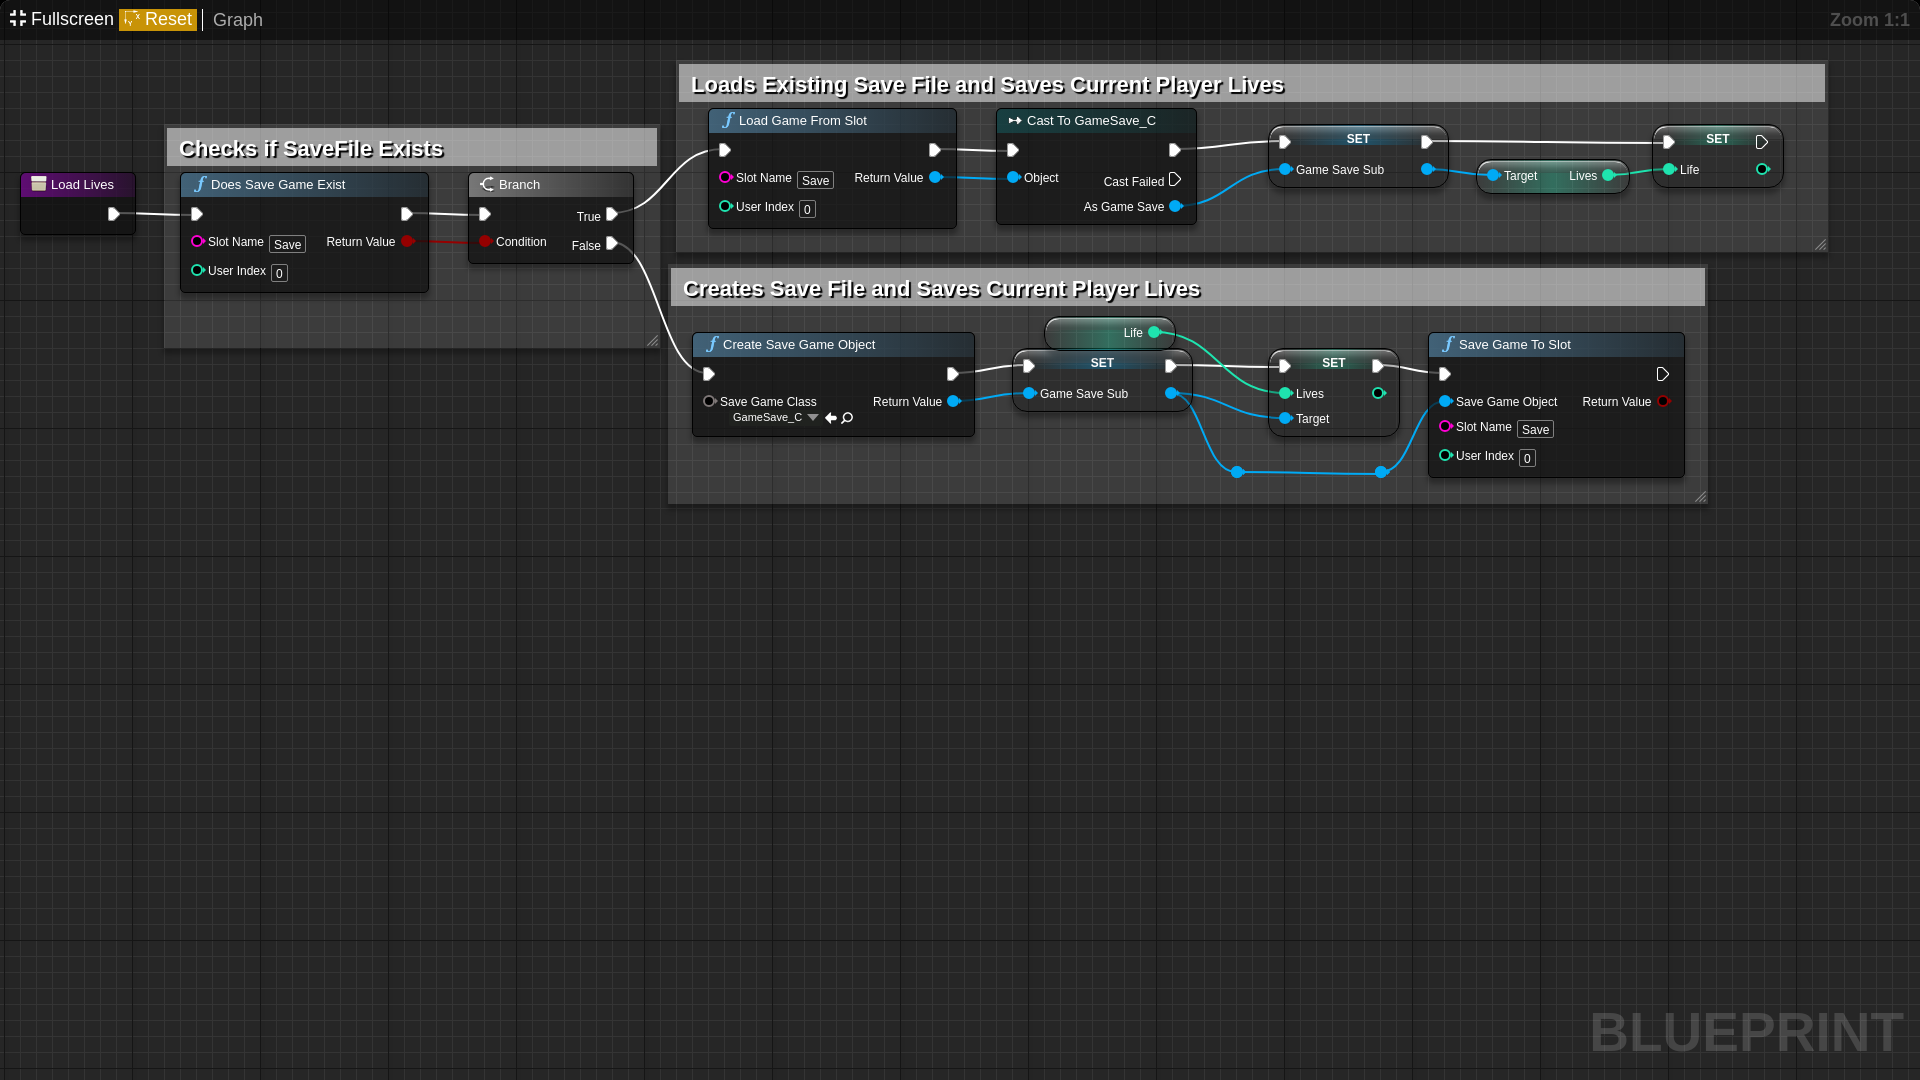 Fullscreen Reset Graph Zoom 1:1
Loads Existing Save File and Saves Current Player Lives
Load Game From Slot
Slot Name Save Return Value
User Index 0
Cast To GameSave_C
Object
Cast Failed
As Game Save
SET
Game Save Sub
Target Lives
SET
Life
Checks if SaveFile Exists
Load Lives
Does Save Game Exist
Slot Name Save Return Value
User Index 0
Branch
True
Condition
False
Creates Save File and Saves Current Player Lives
Create Save Game Object
Save Game Class Return Value
GameSave_C
Life
SET
Game Save Sub
SET
Lives
Target
Save Game To Slot
Save Game Object Return Value
Slot Name Save
User Index 0
BLUEPRINT